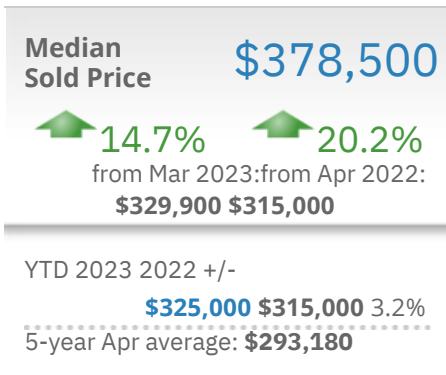 Median
Sold Price
$378,500
14.7% 20.2%
from Mar 2023:from Apr 2022:
$329,900 $315,000
YTD 2023 2022 +/-
$325,000 $315,000 3.2%
5-year Apr average: $293,180